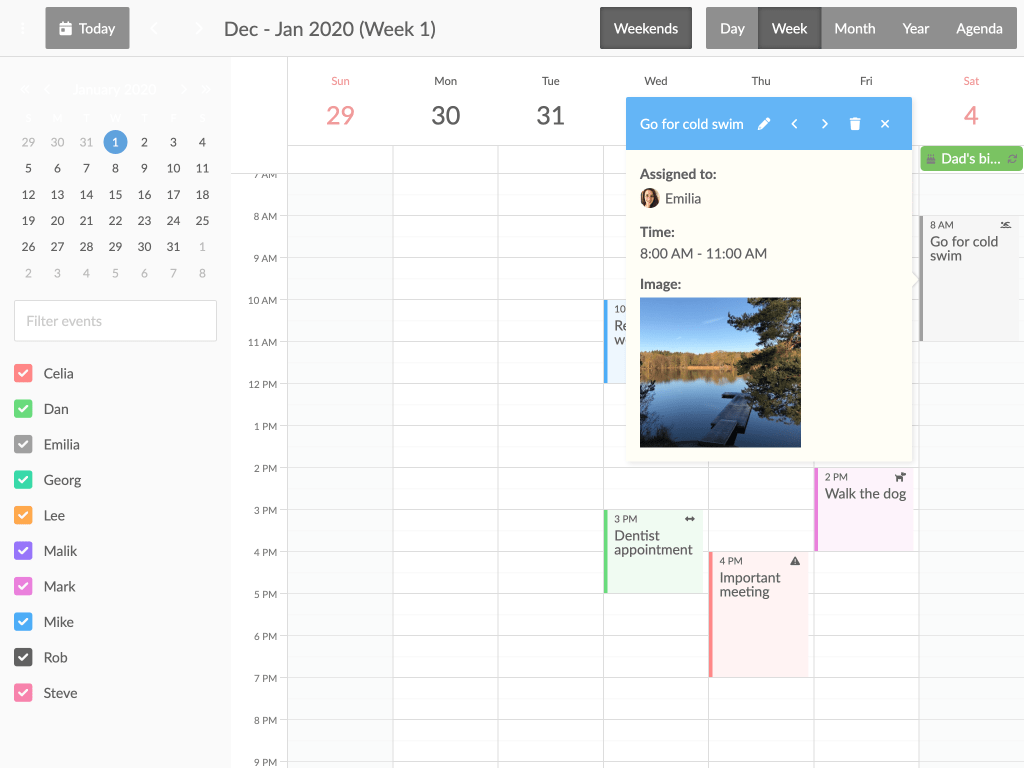 Today
Dec - Jan 2020 (Week 1)
Weekends
Day
Week
Month
Year
Agenda
January 2020
29 30 31 1 2 3 4
5 6 7 8 9 10 11
12 13 14 15 16 17 18
19 20 21 22 23 24 25
26 27 28 29 30 31 1
2 3 4 5 6 7 8
Filter events
Celia
Dan
Emilia
Georg
Lee
Malik
Mark
Mike
Rob
Steve
Sun
29
Mon
30
Tue
31
Wed
Thu
Fri
Sat
4
Dad's bi...
7 AM
8 AM
9 AM
10 AM
11 AM
12 PM
1 PM
2 PM
3 PM
4 PM
5 PM
6 PM
7 PM
8 PM
9 PM
10
3 PM
Dentist
appointment
4 PM
Important
meeting
2 PM
Walk the dog
8 AM
Go for cold
swim
Go for cold swim
Assigned to:
Emilia
Time:
8:00 AM - 11:00 AM
Image: